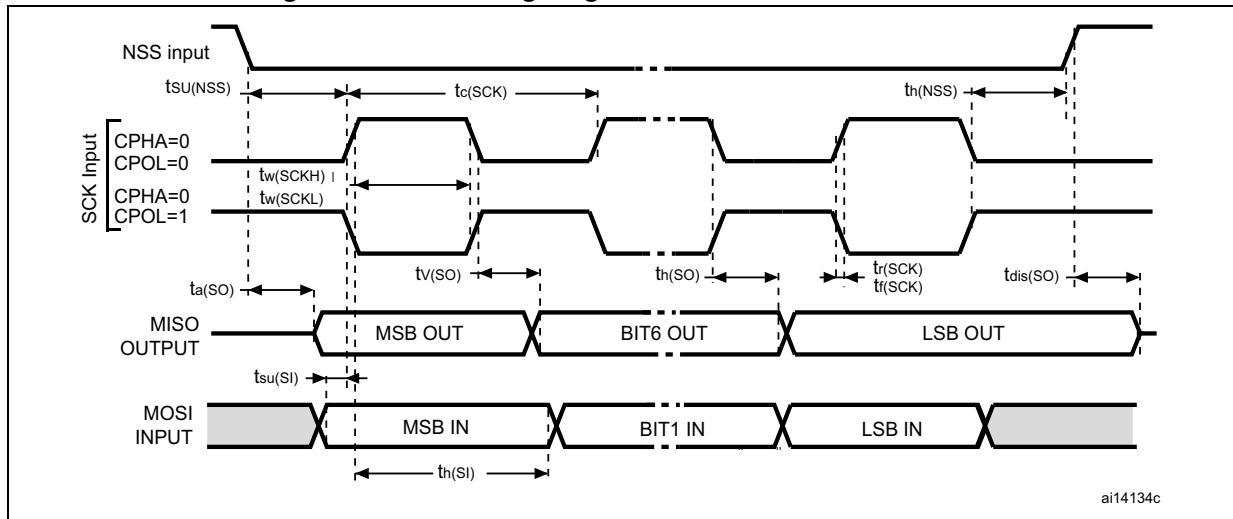 NSS input
tSU(NSS)
tc(SCK)
th(NSS)
SCK Input
CPHA=0
CPOL=0
tw(SCKH)
CPHA=0
tw(SCKL)
CPOL=1
tV(SO)
th(SO)
tr(SCK)
tf(SCK)
tdis(SO)
ta(SO)
MISO
OUTPUT
MSB OUT
BIT6 OUT
LSB OUT
tsu(SI)
MOSI
INPUT
MSB IN
BIT1 IN
LSB IN
th(SI)
ai14134c